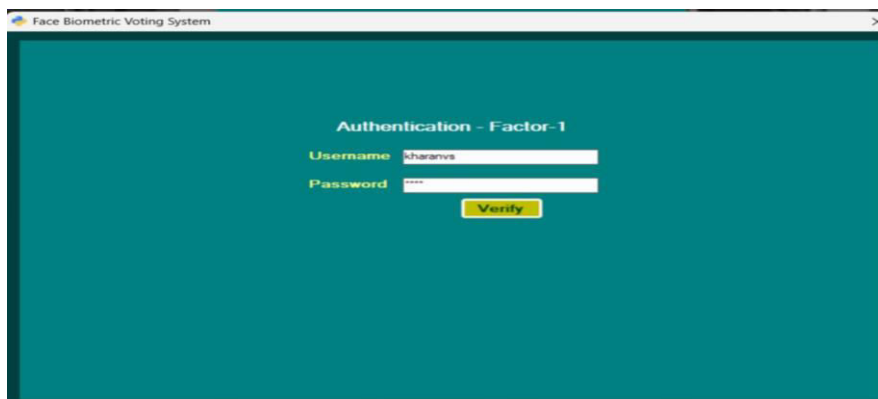 Face Biometric Voting System
Authentication - Factor-1
Username kharanvs
Password ****
Verify